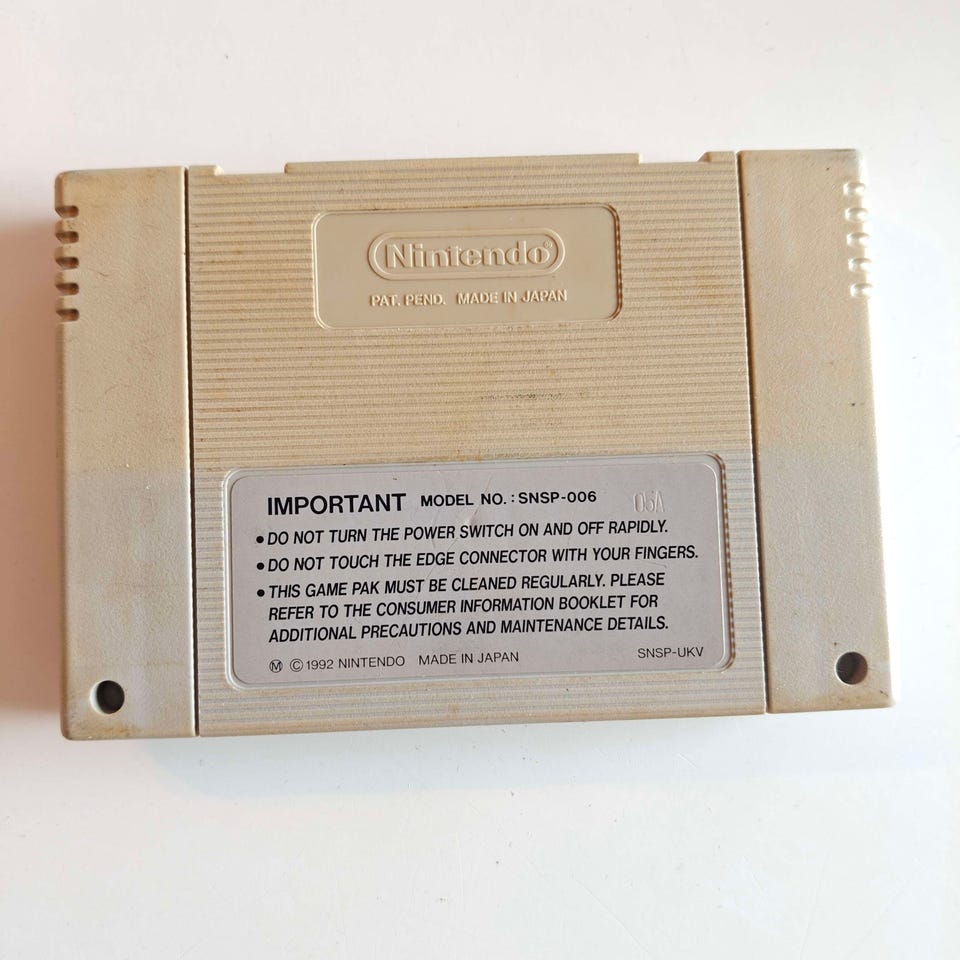 Nintendo®
PAT. PEND. MADE IN JAPAN
IMPORTANT MODEL NO. : SNSP-006 05A
● DO NOT TURN THE POWER SWITCH ON AND OFF RAPIDLY.
● DO NOT TOUCH THE EDGE CONNECTOR WITH YOUR FINGERS.
● THIS GAME PAK MUST BE CLEANED REGULARLY. PLEASE
REFER TO THE CONSUMER INFORMATION BOOKLET FOR
ADDITIONAL PRECAUTIONS AND MAINTENANCE DETAILS.
Ⓜ © 1992 NINTENDO MADE IN JAPAN SNSP-UKV